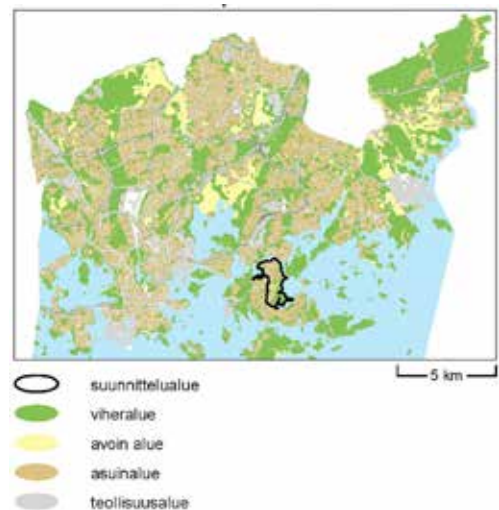 5 km
suunnittelualue
viheralue
avoin alue
asuinalue
teollisuusalue